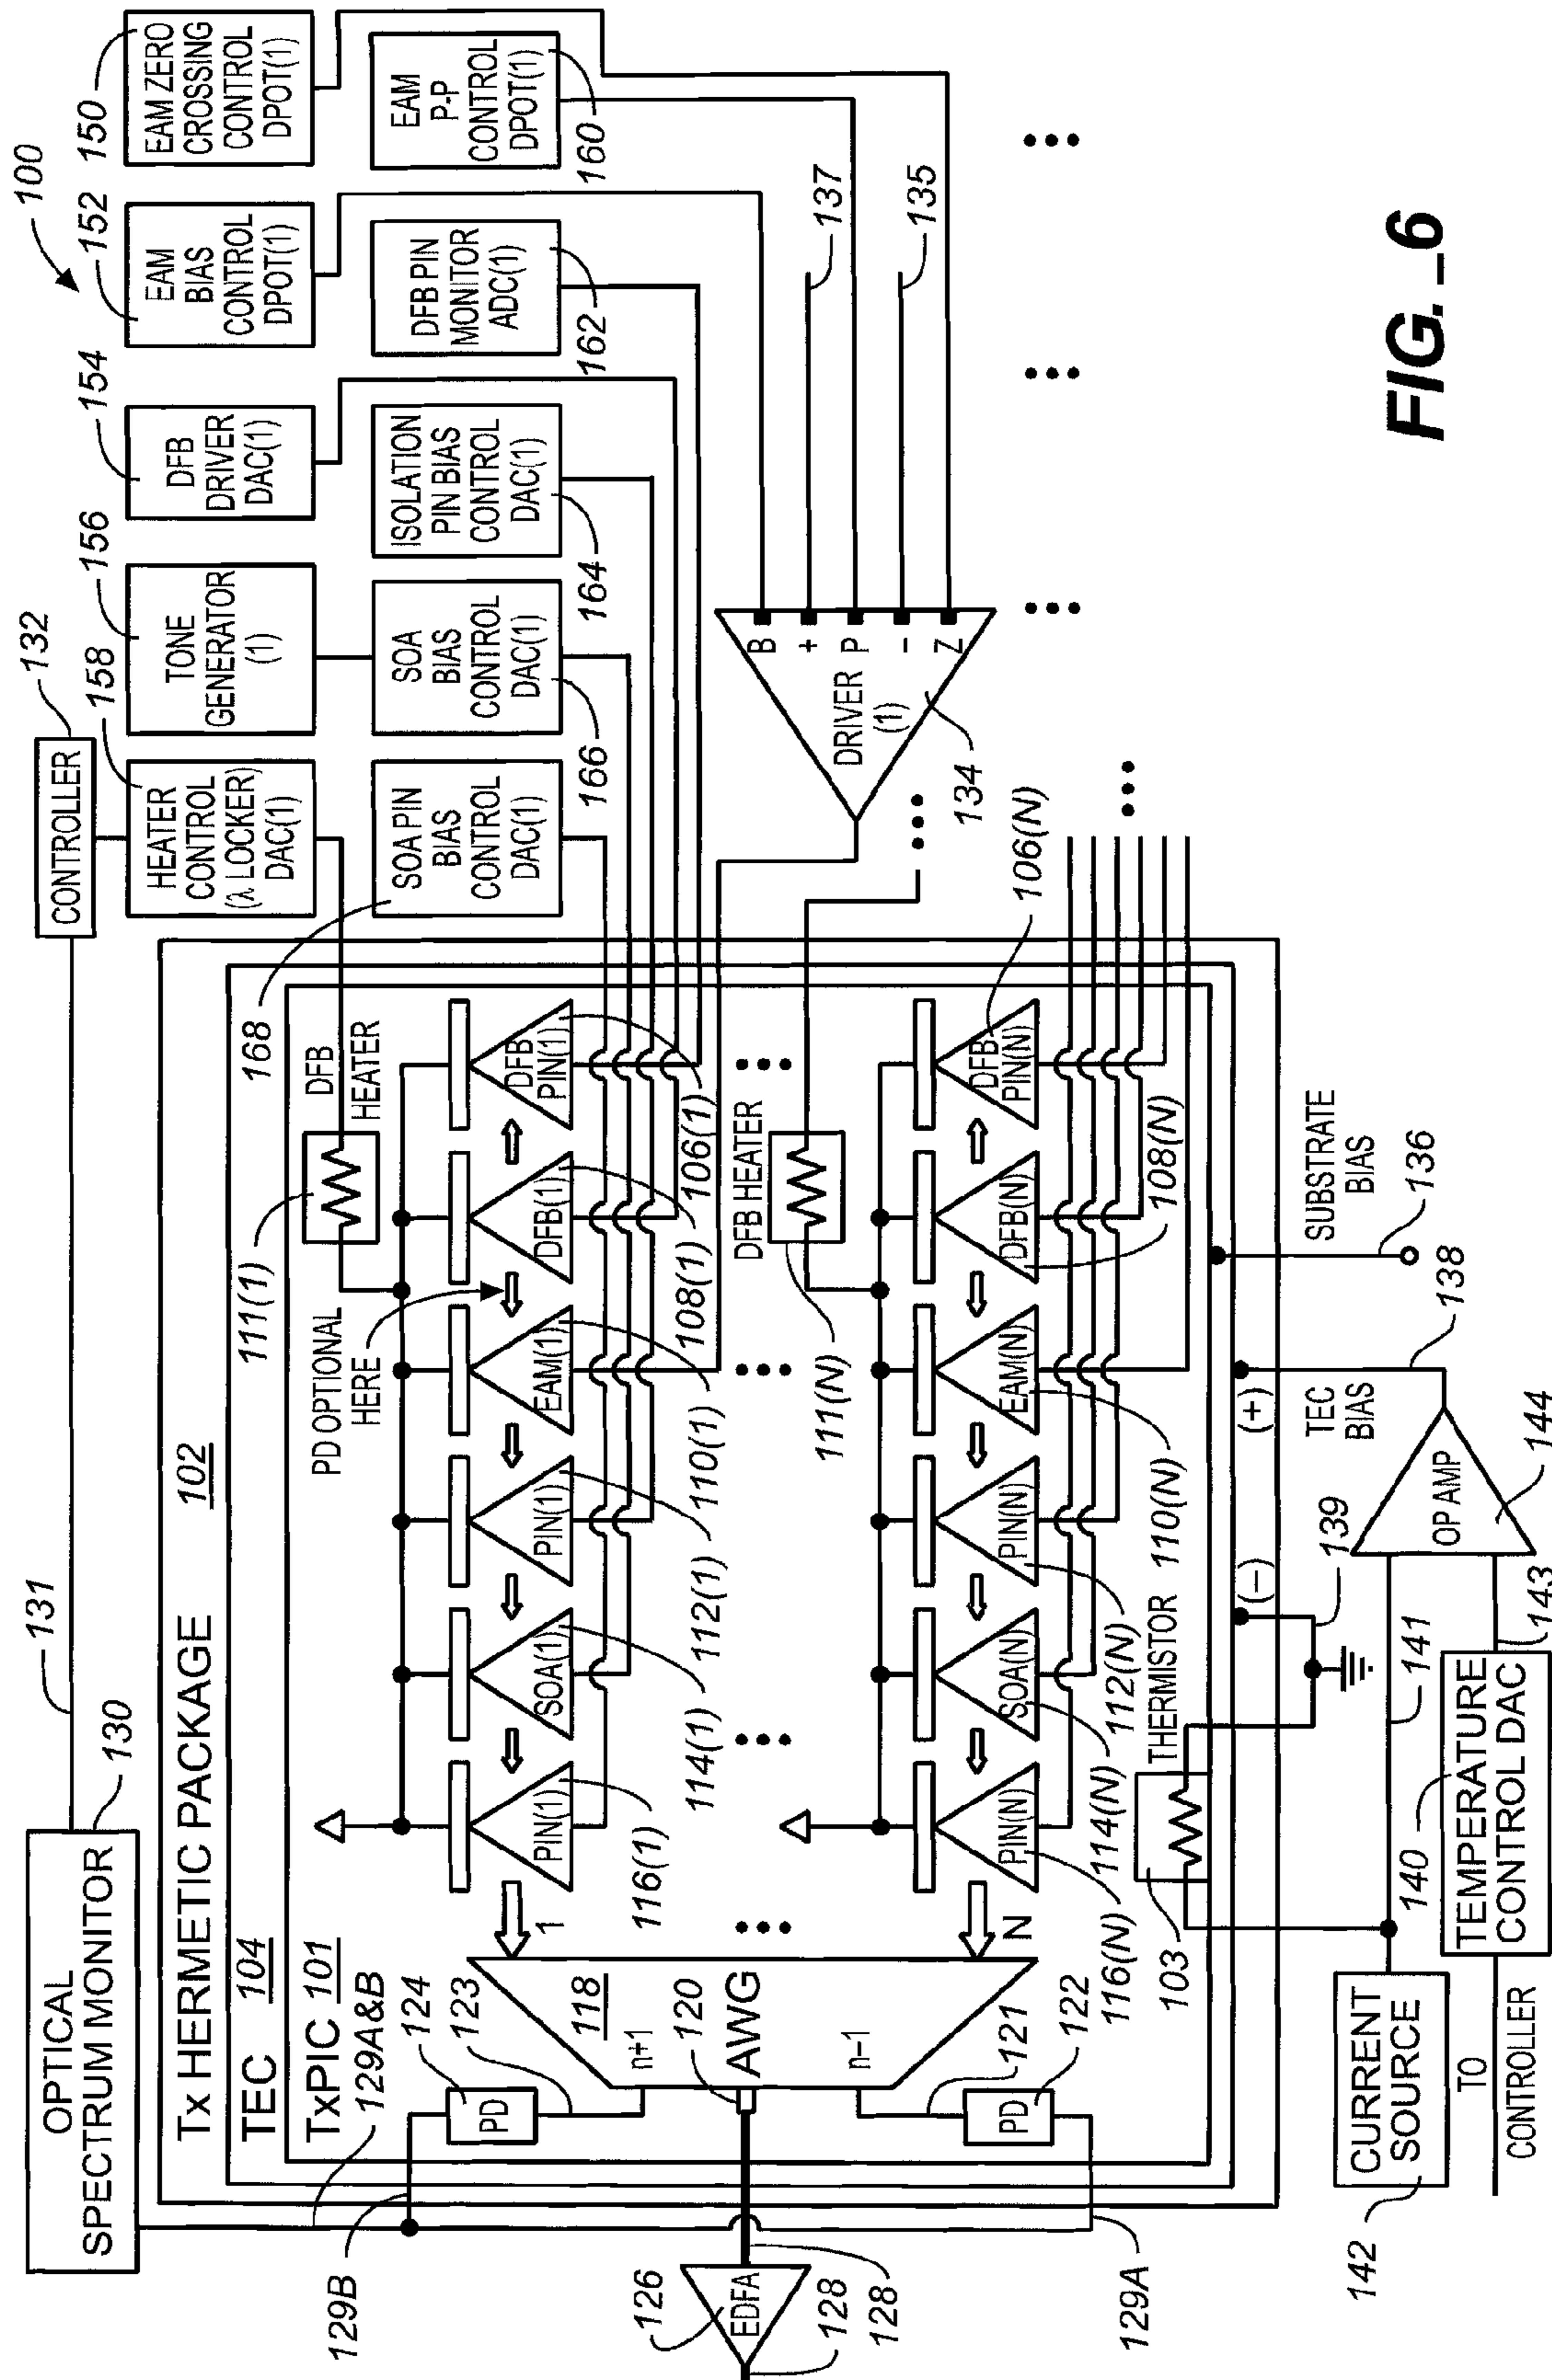 100
150
EAM ZERO
CROSSING
CONTROL
DPOT(1)
152
EAM
BIAS
CONTROL
DPOT(1)
154
DFB
DRIVER
DAC(1)
156
TONE
GENERATOR
(1)
132
CONTROLLER
158
HEATER
CONTROL
(λ LOCKER)
DAC(1)
EAM
P-P
CONTROL
DPOT(1)
160
DFB PIN
MONITOR
ADC(1)
162
ISOLATION
PIN BIAS
CONTROL
DAC(1)
164
SOA
BIAS
CONTROL
DAC(1)
166
SOA PIN
BIAS
CONTROL
DAC(1)
168
137
135
B
+
P
–
Z
DRIVER
(1)
134
131
OPTICAL
SPECTRUM MONITOR
130
Tx HERMETIC PACKAGE 102
TEC 104
TxPIC 101
129A&B
111(1)
DFB
HEATER
PD OPTIONAL
HERE
PIN(1)
SOA(1)
PIN(1)
EAM(1)
DFB(1)
DFB
PIN(1)
116(1)
114(1)
112(1)
110(1)
108(1)
106(1)
DFB HEATER
111(N)
PIN(N)
SOA(N)
PIN(N)
EAM(N)
DFB(N)
DFB
PIN(N)
116(N)
114(N)
112(N)
110(N)
108(N)
106(N)
1
N
118
AWG
n+1
n–1
120
124
PD
123
121
122
PD
129B
129A
126
EDFA
128
128
THERMISTOR
103
139
(–)
(+)
TEC
BIAS
138
SUBSTRATE
BIAS
136
OP AMP
144
141
143
140
TEMPERATURE
CONTROL DAC
CURRENT
SOURCE
142
TO
CONTROLLER
FIG._6